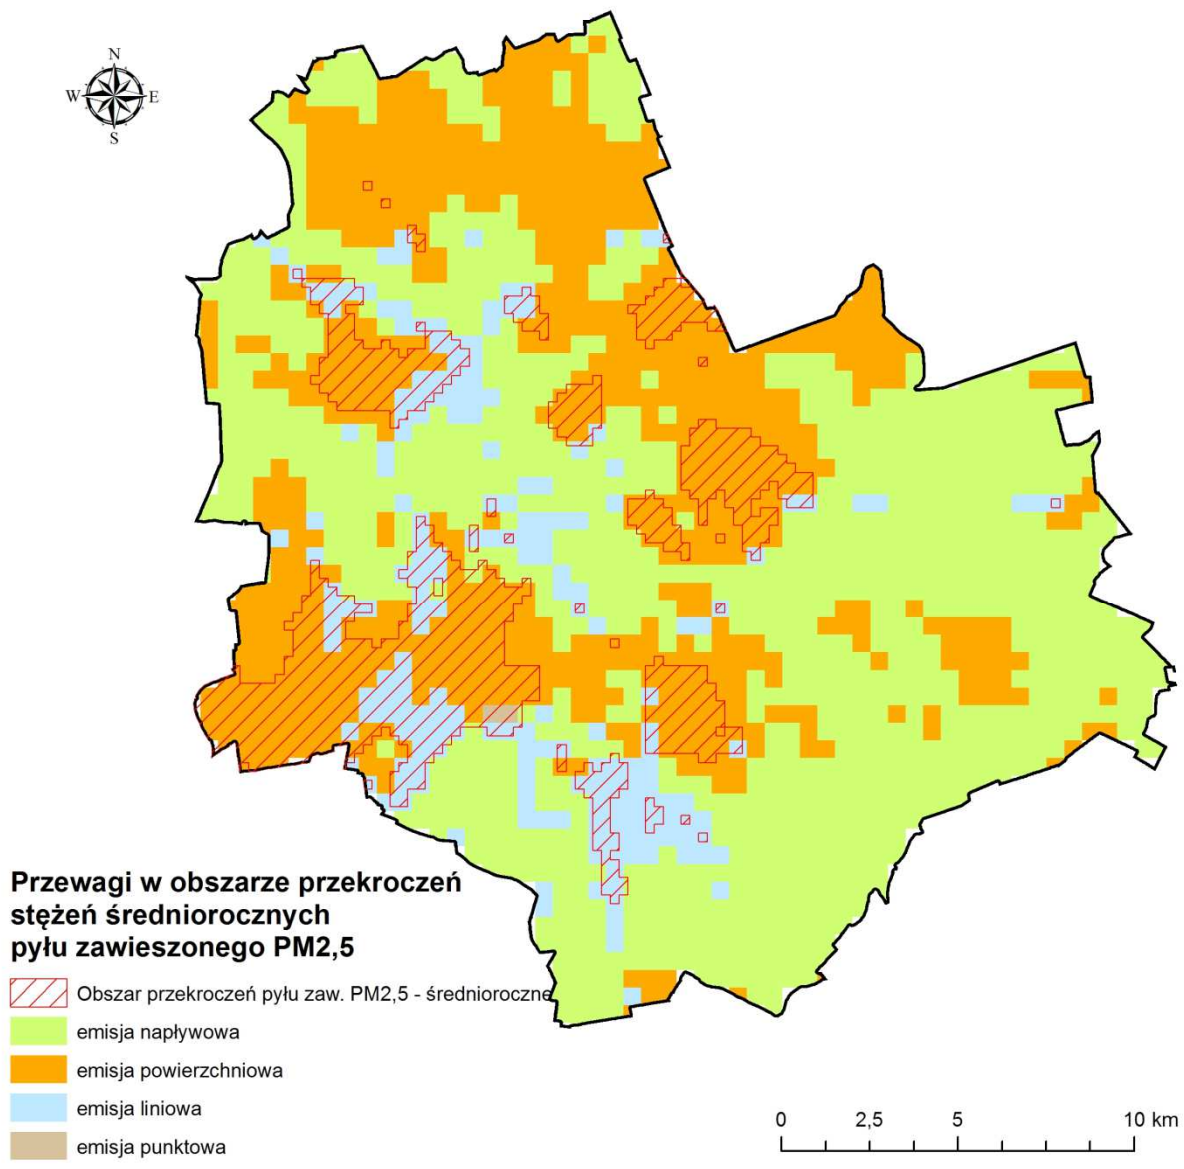 N
W E
S
Przewagi w obszarze przekroczeń
stężeń średniorocznych
pyłu zawieszonego PM2,5
Obszar przekroczeń pyłu zaw. PM2,5 - średnioroczne
emisja napływowa
emisja powierzchniowa
emisja liniowa
emisja punktowa
0 2,5 5 10 km